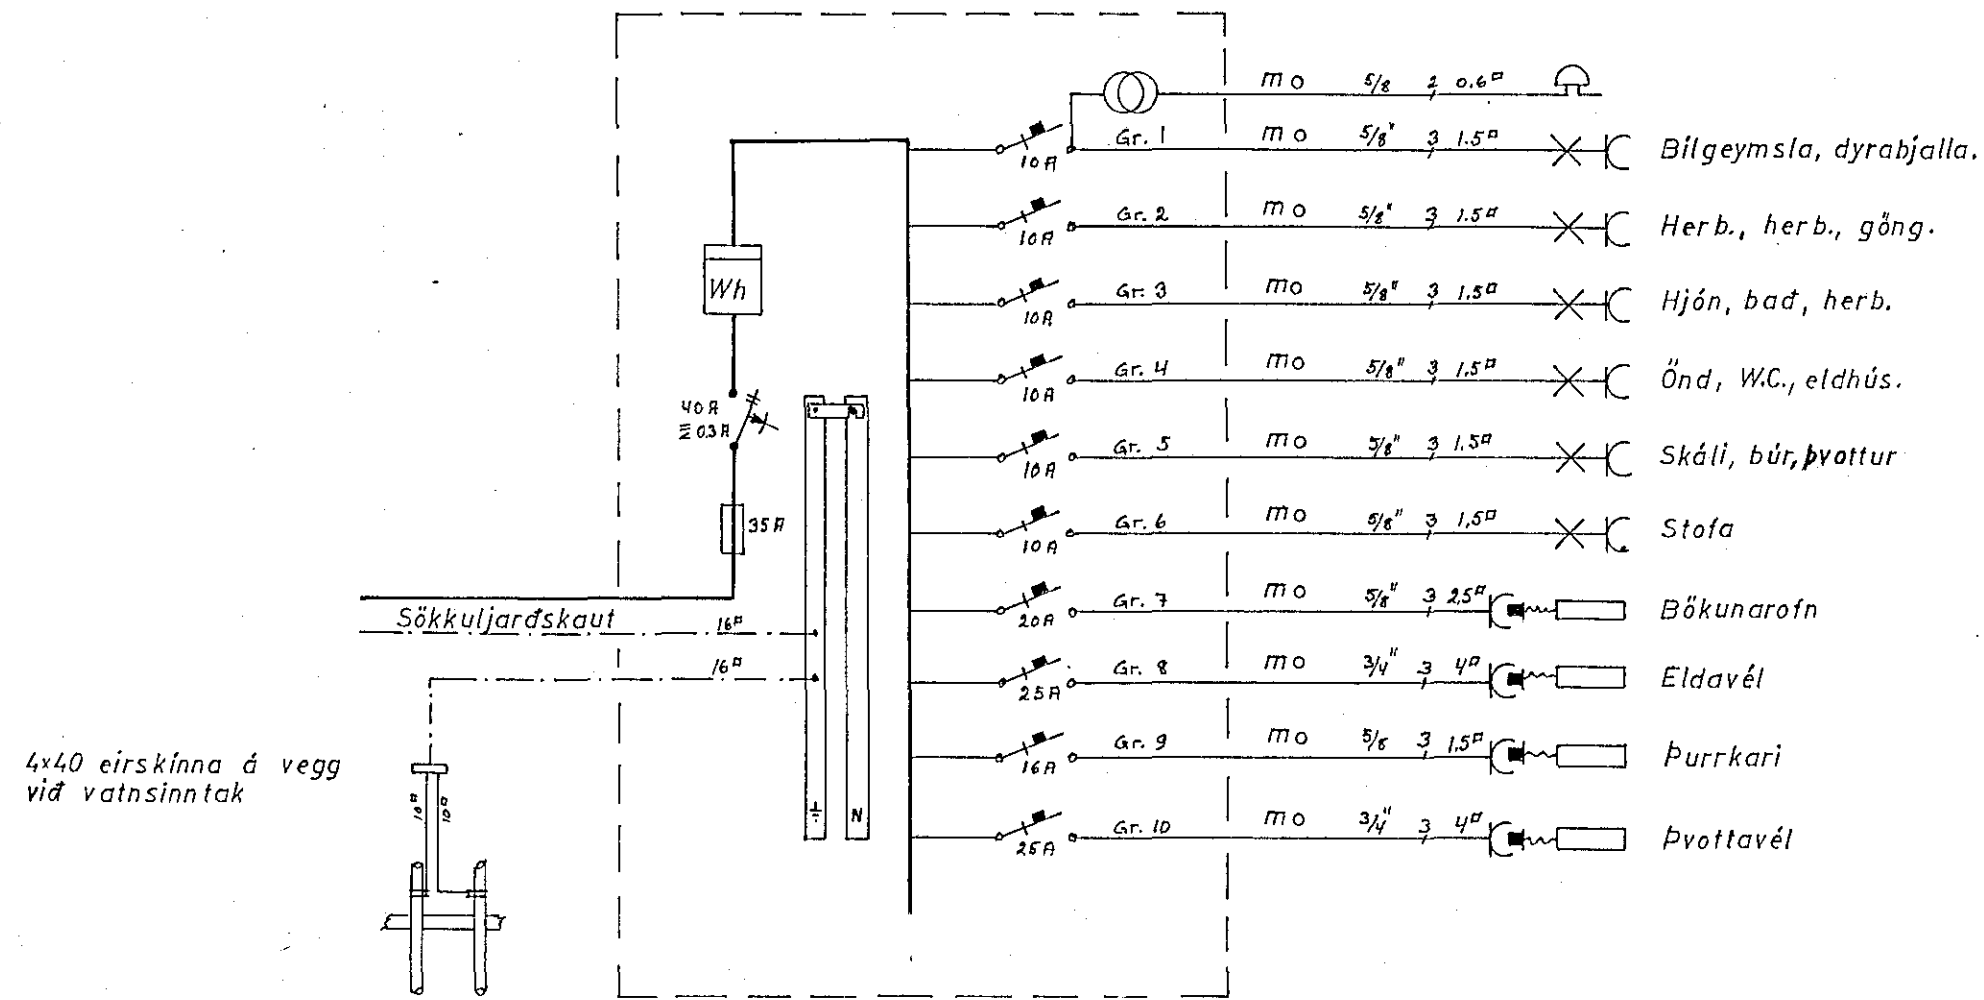 mo 5/8 2 0.6¤
10A Gr. 1 mo 5/8" 3 1.5¤ Bílgeymsla, dyrabjalla.
10A Gr. 2 mo 5/8" 3 1.5¤ Herb., herb., göng.
Wh
10A Gr. 3 mo 5/8" 3 1.5¤ Hjón, bað, herb.
10A Gr. 4 mo 5/8" 3 1.5¤ Önd, W.C., eldhús.
40A
0.3A
10A Gr. 5 mo 5/8" 3 1.5¤ Skáli, búr, þvottur
35A
10A Gr. 6 mo 5/8" 3 1,5¤ Stofa
Sökkuljarðskaut 16¤
20A Gr. 7 mo 5/8" 3 2,5¤ Bökunarofn
16¤
25A Gr. 8 mo 3/4" 3 4¤ Eldavél
16A Gr. 9 mo 5/8 3 1.5¤ Þurrkari
4x40 eirskinna á vegg
við vatnsinntak
10¤ 10¤
N
25A Gr. 10 mo 3/4" 3 4¤ Þvottavél